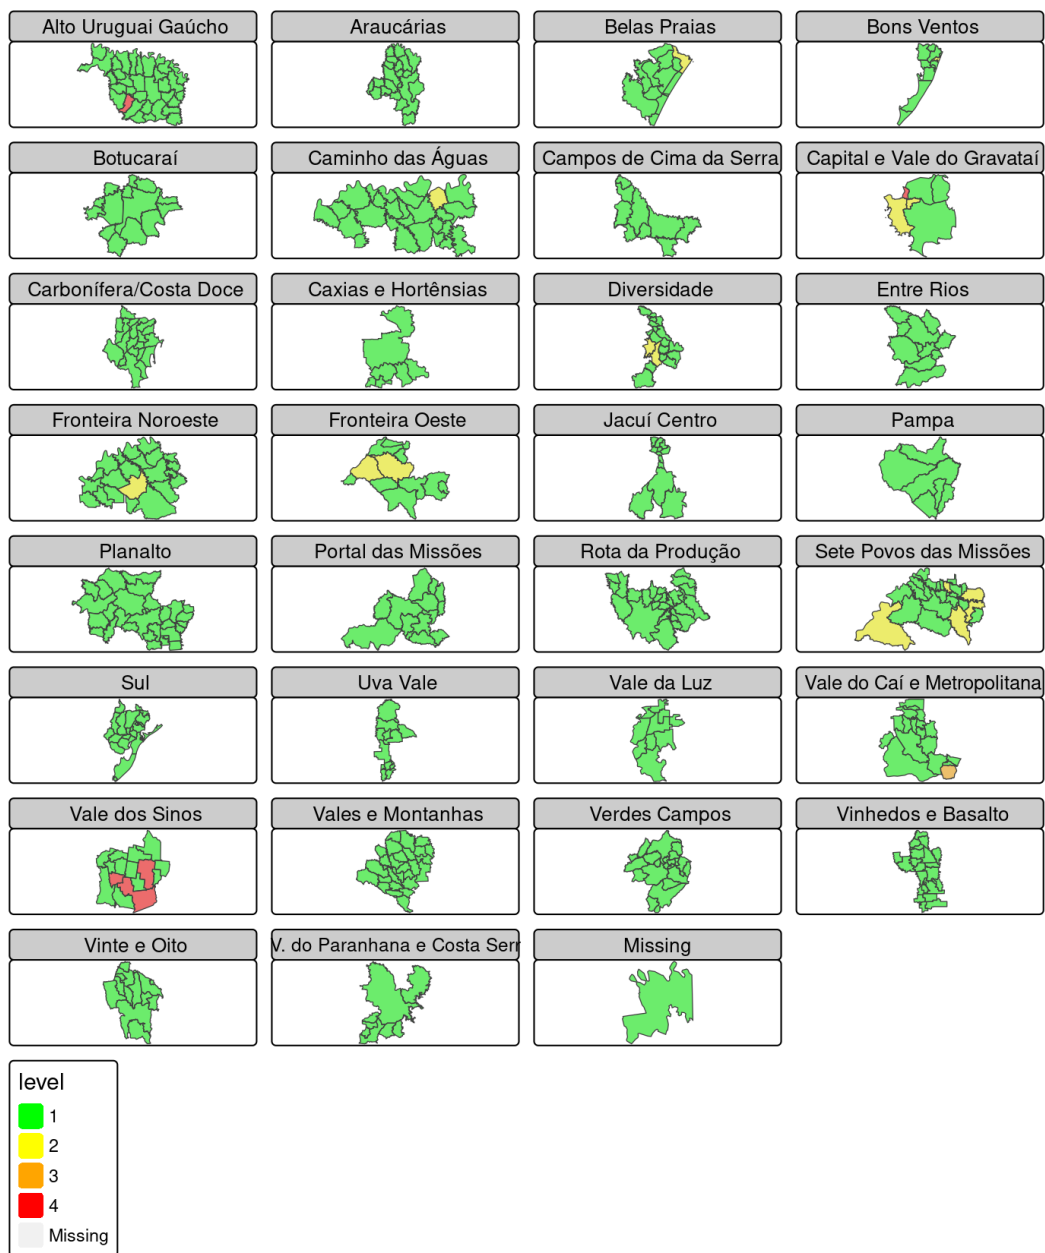 Alto Uruguai Gaúcho
Araucárias
Belas Praias
Bons Ventos
Botucaraí
Caminho das Águas
Campos de Cima da Serra
Capital e Vale do Gravataí
Carbonífera/Costa Doce
Caxias e Hortênsias
Diversidade
Entre Rios
Fronteira Noroeste
Fronteira Oeste
Jacuí Centro
Pampa
Planalto
Portal das Missões
Rota da Produção
Sete Povos das Missões
Sul
Uva Vale
Vale da Luz
Vale do Caí e Metropolitana
Vale dos Sinos
Vales e Montanhas
Verdes Campos
Vinhedos e Basalto
Vinte e Oito
V. do Paranhana e Costa Serr
Missing
level
1
2
3
4
Missing